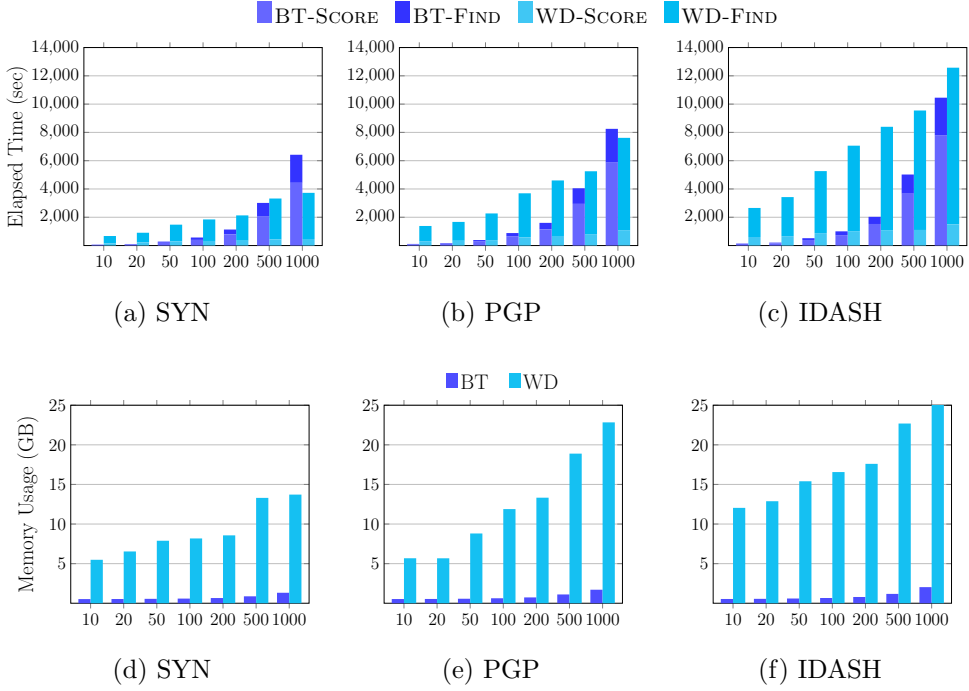 BT-SCORE BT-FIND WD-SCORE WD-FIND
Elapsed Time (sec)
14,000
12,000
10,000
8,000
6,000
4,000
2,000
10 20 50 100 200 500 1000
(a) SYN
14,000
12,000
10,000
8,000
6,000
4,000
2,000
10 20 50 100 200 500 1000
(b) PGP
14,000
12,000
10,000
8,000
6,000
4,000
2,000
10 20 50 100 200 500 1000
(c) IDASH
BT WD
Memory Usage (GB)
25
20
15
10
5
10 20 50 100 200 500 1000
(d) SYN
25
20
15
10
5
10 20 50 100 200 500 1000
(e) PGP
25
20
15
10
5
10 20 50 100 200 500 1000
(f) IDASH